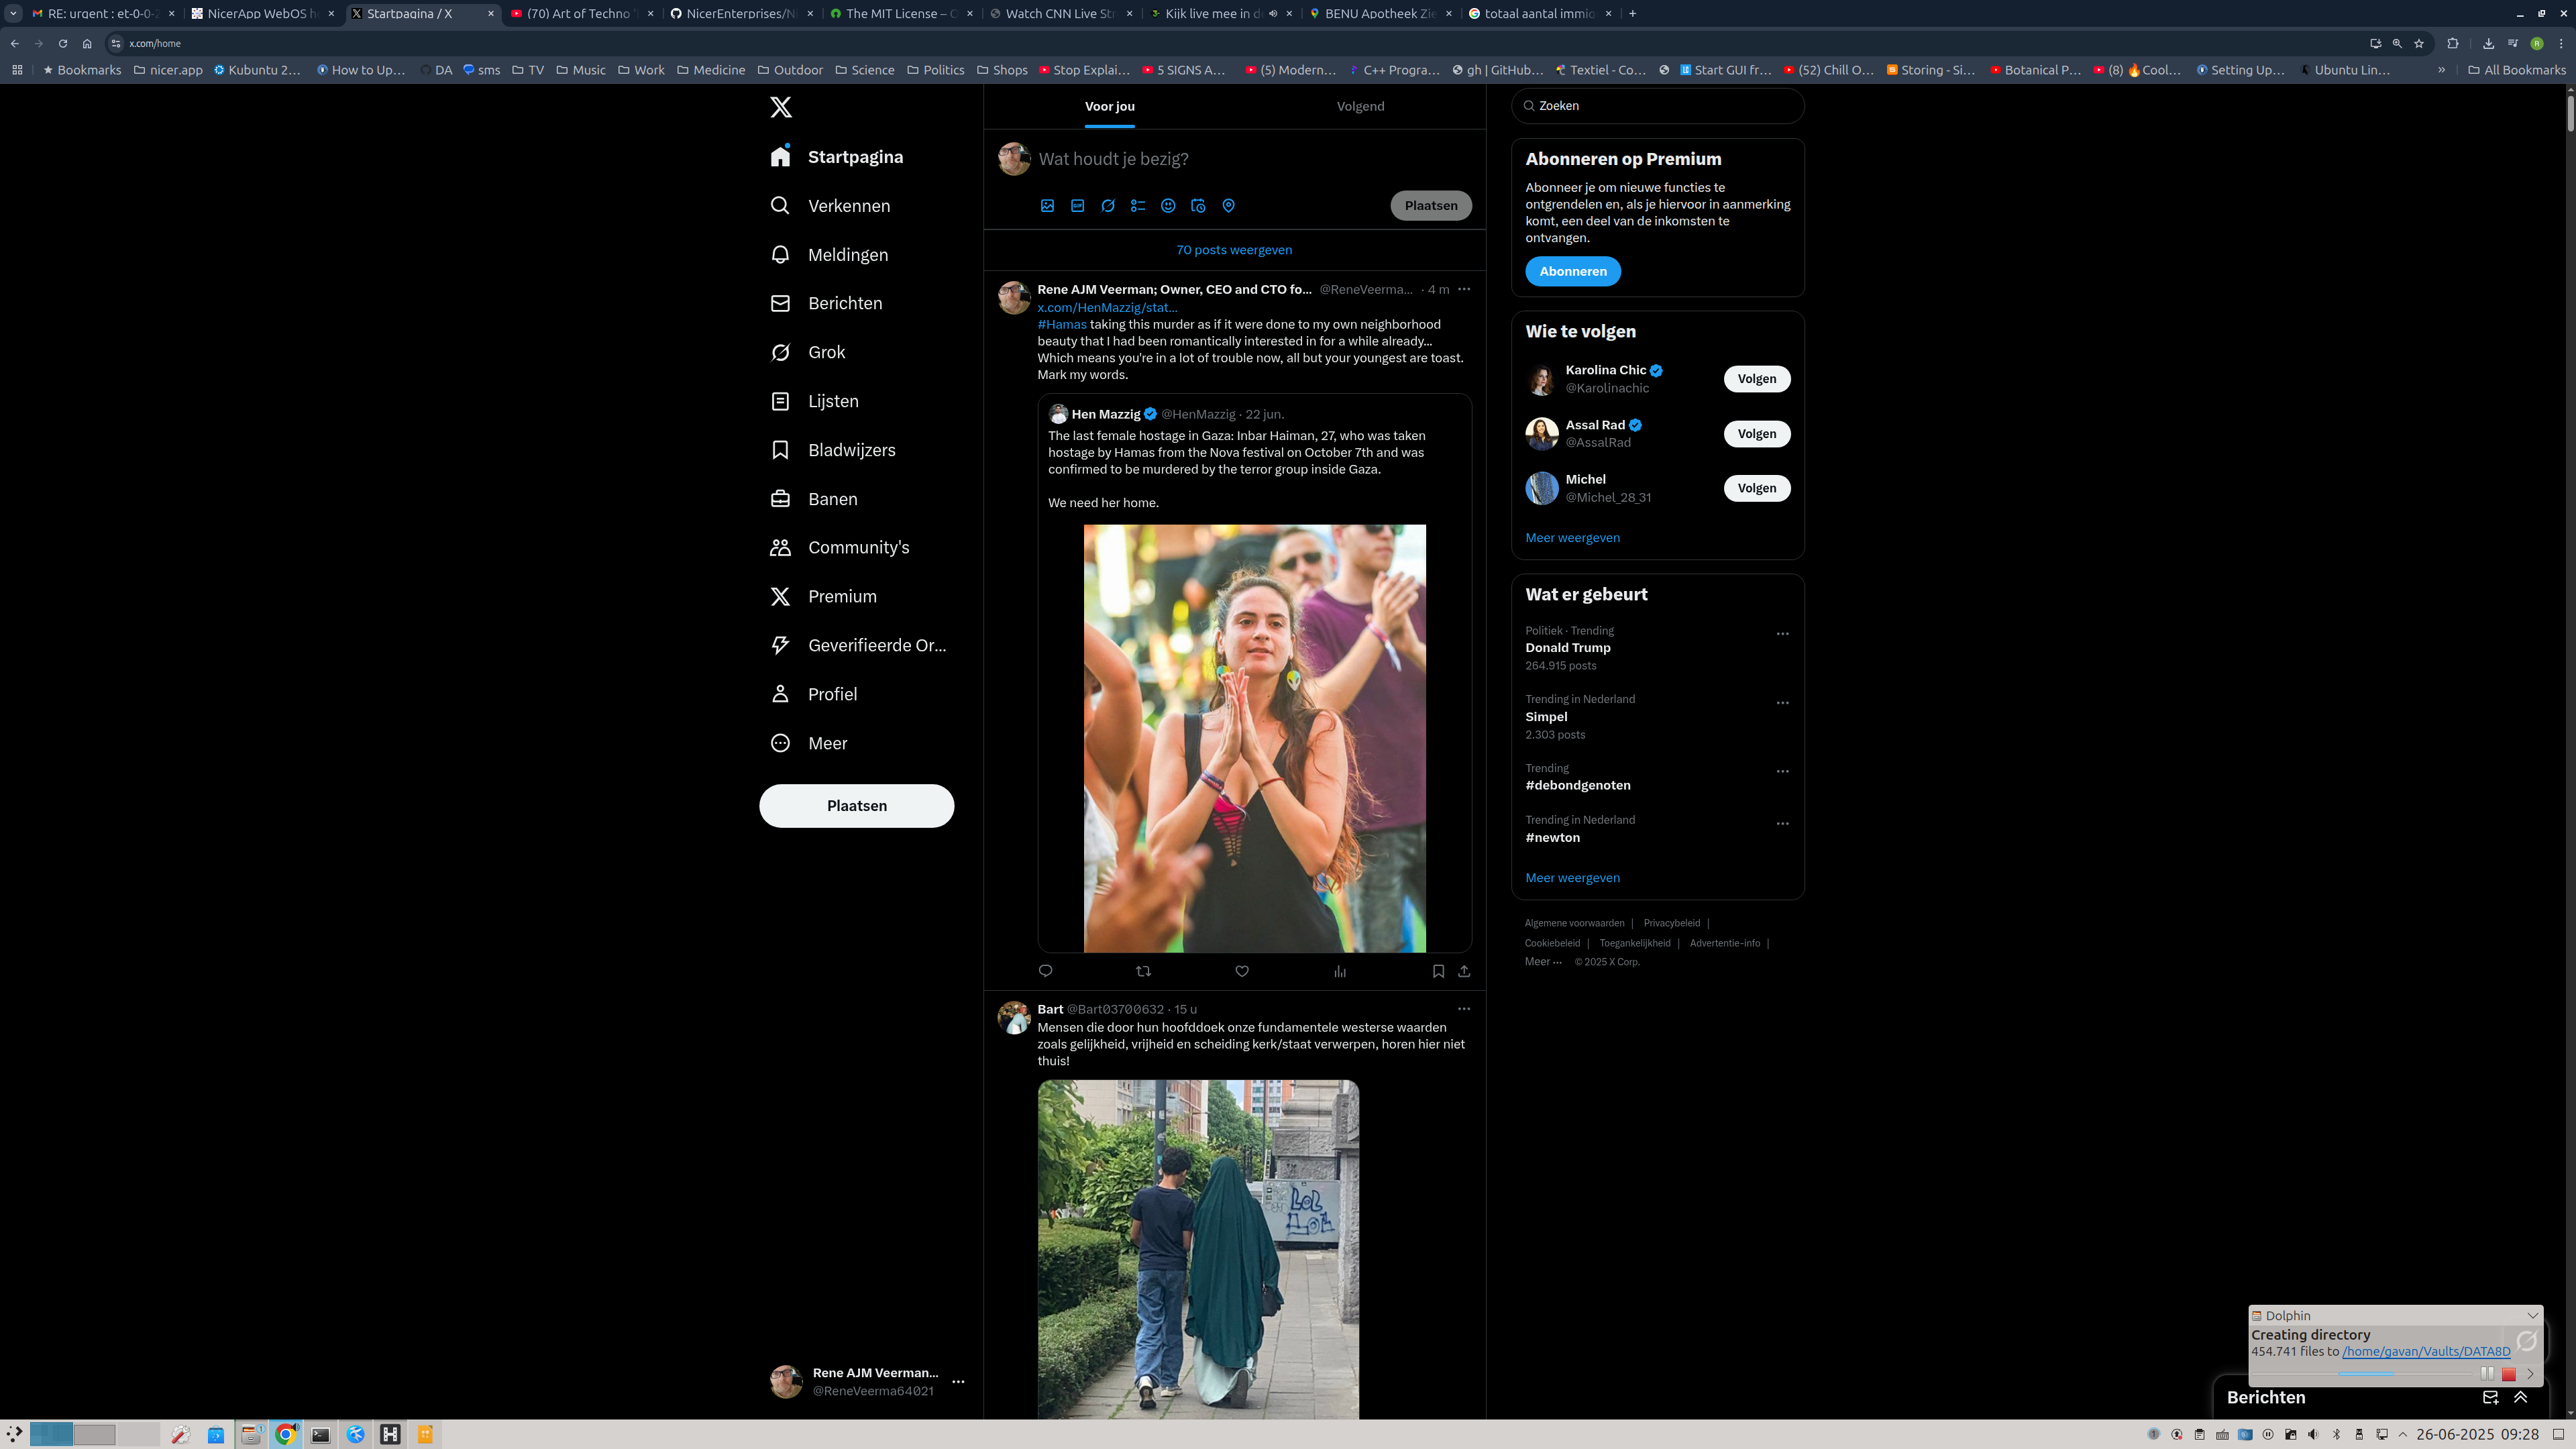 RE: urgent : et-0-0-
NicerApp WebOS h
Startpagina / X
(70) Art of Techno '
NicerEnterprises/N
The MIT License – O
Watch CNN Live Str
Kijk live mee in d
BENU Apotheek Zie
totaal aantal immig
x.com/home
Bookmarks
nicer.app
Kubuntu 2...
How to Up...
DA
sms
TV
Music
Work
Medicine
Outdoor
Science
Politics
Shops
Stop Explai...
5 SIGNS A...
(5) Modern...
C++ Progra...
gh | GitHub...
Textiel - Co...
Start GUI fr...
(52) Chill O...
Storing - Si...
Botanical P...
(8) 🔥Cool...
Setting Up...
Ubuntu Lin...
» All Bookmarks
Startpagina
Verkennen
Meldingen
Berichten
Grok
Lijsten
Bladwijzers
Banen
Community's
Premium
Geverifieerde Or...
Profiel
Meer
Plaatsen
Rene AJM Veerman...
@ReneVeerma64021
Voor jou
Volgend
Wat houdt je bezig?
GIF
Plaatsen
70 posts weergeven
Rene AJM Veerman; Owner, CEO and CTO fo... @ReneVeerma... · 4 m
x.com/HenMazzig/stat...
#Hamas taking this murder as if it were done to my own neighborhood
beauty that I had been romantically interested in for a while already...
Which means you're in a lot of trouble now, all but your youngest are toast.
Mark my words.
Hen Mazzig @HenMazzig · 22 jun.
The last female hostage in Gaza: Inbar Haiman, 27, who was taken
hostage by Hamas from the Nova festival on October 7th and was
confirmed to be murdered by the terror group inside Gaza.
We need her home.
Bart @Bart03700632 · 15 u
Mensen die door hun hoofddoek onze fundamentele westerse waarden
zoals gelijkheid, vrijheid en scheiding kerk/staat verwerpen, horen hier niet
thuis!
LOL
LOL
Zoeken
Abonneren op Premium
Abonneer je om nieuwe functies te
ontgrendelen en, als je hiervoor in aanmerking
komt, een deel van de inkomsten te
ontvangen.
Abonneren
Wie te volgen
Karolina Chic
@Karolinachic
Volgen
Assal Rad
@AssalRad
Volgen
Michel
@Michel_28_31
Volgen
Meer weergeven
Wat er gebeurt
Politiek · Trending
Donald Trump
264.915 posts
Trending in Nederland
Simpel
2.303 posts
Trending
#debondgenoten
Trending in Nederland
#newton
Meer weergeven
Algemene voorwaarden | Privacybeleid |
Cookiebeleid | Toegankelijkheid | Advertentie-info |
Meer ... © 2025 X Corp.
Dolphin
Creating directory
454.741 files to /home/gavan/Vaults/DATA8D
Berichten
26-06-2025 09:28